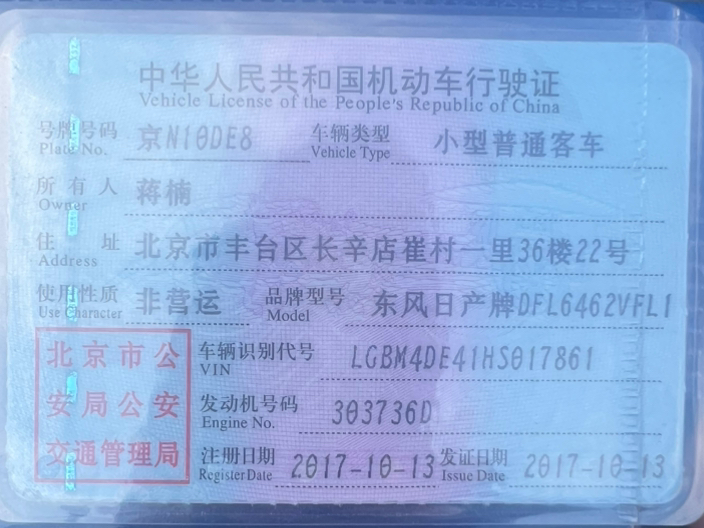 中华人民共和国机动车行驶证
Vehicle License of the People's Republic of China
号牌号码 京N10DE8 车辆类型 小型普通客车
Plate No. Vehicle Type
所有人 蒋楠
Owner
住址 北京市丰台区长辛店崔村一里36楼22号
Address
使用性质 非营运 品牌型号 东风日产牌DFL6462VFL1
Use Character Model
北京市公安局公安交通管理局
车辆识别代号 LGBM4DE41HS017861
VIN
发动机号码 303736D
Engine No.
注册日期 2017-10-13 发证日期 2017-10-13
Register Date Issue Date